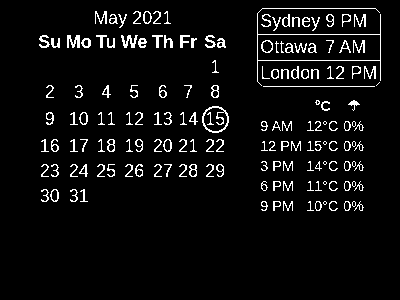 May 2021
Su Mo Tu We Th Fr Sa
1
2 3 4 5 6 7 8
9 10 11 12 13 14 15
16 17 18 19 20 21 22
23 24 25 26 27 28 29
30 31
Sydney 9 PM
Ottawa 7 AM
London 12 PM
°C ☂
9 AM 12°C 0%
12 PM 15°C 0%
3 PM 14°C 0%
6 PM 11°C 0%
9 PM 10°C 0%